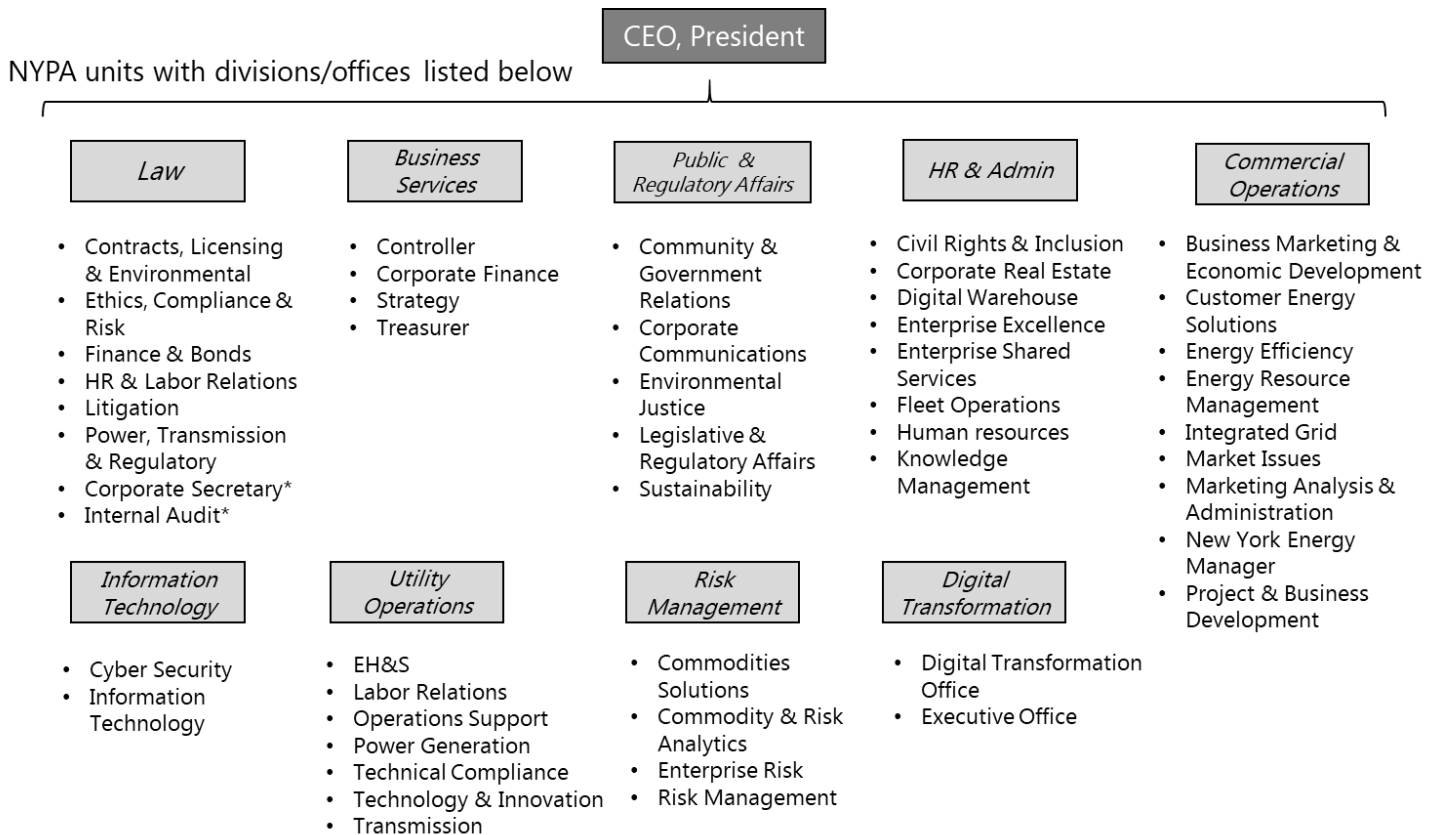 CEO, President
NYPA units with divisions/offices listed below
Law
• Contracts, Licensing
& Environmental
• Ethics, Compliance &
Risk
• Finance & Bonds
• HR & Labor Relations
• Litigation
• Power, Transmission
& Regulatory
• Corporate Secretary*
• Internal Audit*
Business
Services
• Controller
• Corporate Finance
• Strategy
• Treasurer
Public &
Regulatory Affairs
• Community &
Government
Relations
• Corporate
Communications
• Environmental
Justice
• Legislative &
Regulatory Affairs
• Sustainability
HR & Admin
• Civil Rights & Inclusion
• Corporate Real Estate
• Digital Warehouse
• Enterprise Excellence
• Enterprise Shared
Services
• Fleet Operations
• Human resources
• Knowledge
Management
Commercial
Operations
• Business Marketing &
Economic Development
• Customer Energy
Solutions
• Energy Efficiency
• Energy Resource
Management
• Integrated Grid
• Market Issues
• Marketing Analysis &
Administration
• New York Energy
Manager
• Project & Business
Development
Information
Technology
• Cyber Security
• Information
Technology
Utility
Operations
• EH&S
• Labor Relations
• Operations Support
• Power Generation
• Technical Compliance
• Technology & Innovation
• Transmission
Risk
Management
• Commodities
Solutions
• Commodity & Risk
Analytics
• Enterprise Risk
• Risk Management
Digital
Transformation
• Digital Transformation
Office
• Executive Office